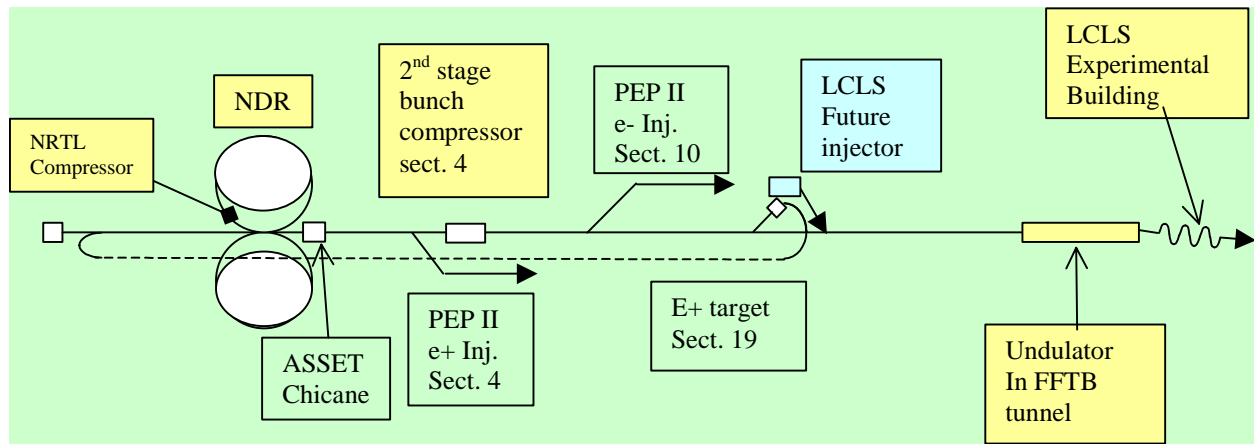 NRTL
Compressor
NDR
2nd stage
bunch
compressor
sect. 4
PEP II
e- Inj.
Sect. 10
LCLS
Future
injector
LCLS
Experimental
Building
ASSET
Chicane
PEP II
e+ Inj.
Sect. 4
E+ target
Sect. 19
Undulator
In FFTB
tunnel